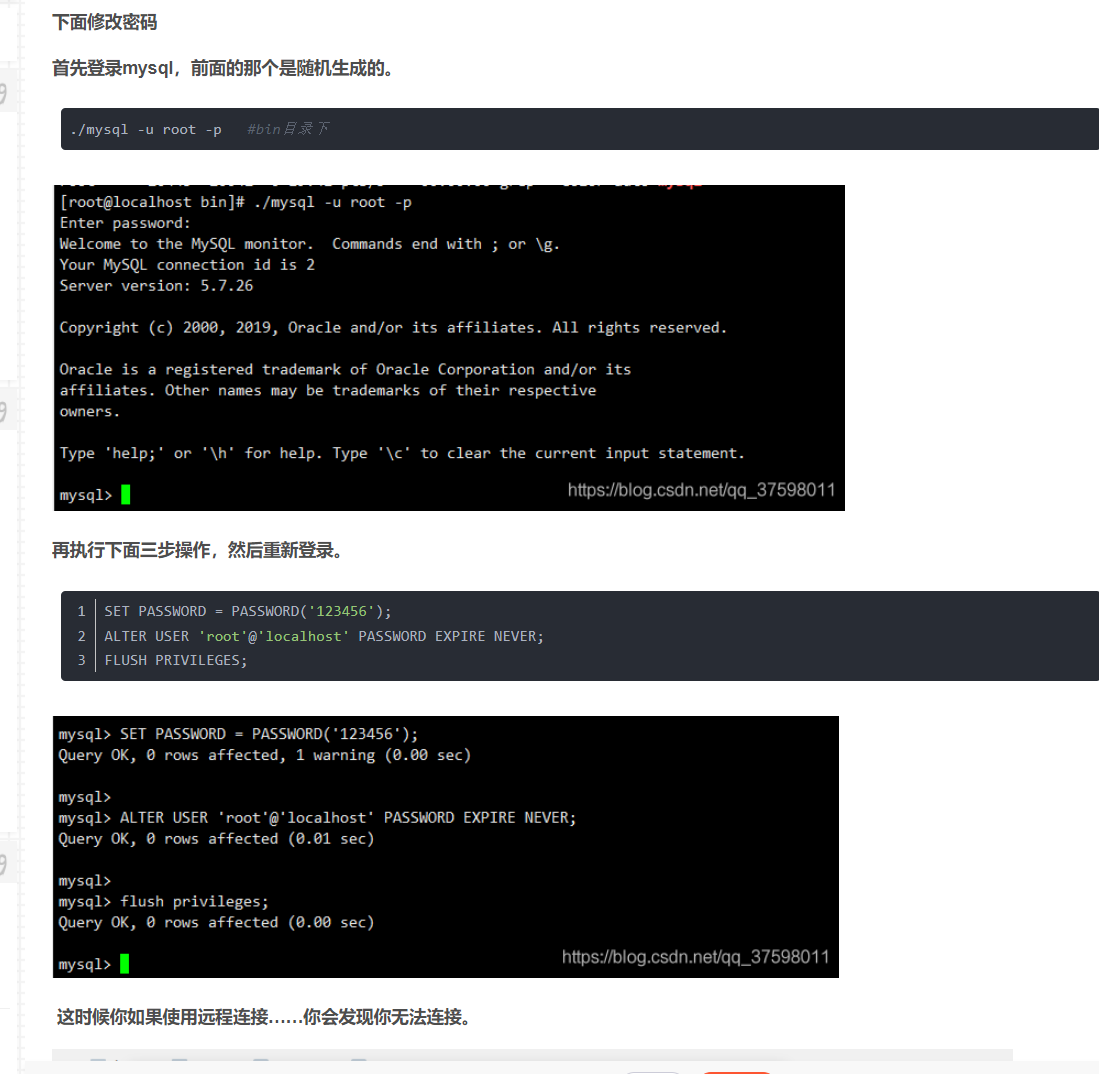 下面修改密码
首先登录mysql，前面的那个是随机生成的。
./mysql -u root -p #bin目录下
[root@localhost bin]# ./mysql -u root -p
Enter password:
Welcome to the MySQL monitor.  Commands end with ; or \g.
Your MySQL connection id is 2
Server version: 5.7.26
Copyright (c) 2000, 2019, Oracle and/or its affiliates. All rights reserved.
Oracle is a registered trademark of Oracle Corporation and/or its
affiliates. Other names may be trademarks of their respective
owners.
Type 'help;' or '\h' for help. Type '\c' to clear the current input statement.
mysql>
https://blog.csdn.net/qq_37598011
再执行下面三步操作，然后重新登录。
1 SET PASSWORD = PASSWORD('123456');
2 ALTER USER 'root'@'localhost' PASSWORD EXPIRE NEVER;
3 FLUSH PRIVILEGES;
mysql> SET PASSWORD = PASSWORD('123456');
Query OK, 0 rows affected, 1 warning (0.00 sec)
mysql>
mysql> ALTER USER 'root'@'localhost' PASSWORD EXPIRE NEVER;
Query OK, 0 rows affected (0.01 sec)
mysql>
mysql> flush privileges;
Query OK, 0 rows affected (0.00 sec)
mysql>
https://blog.csdn.net/qq_37598011
这时候你如果使用远程连接……你会发现你无法连接。